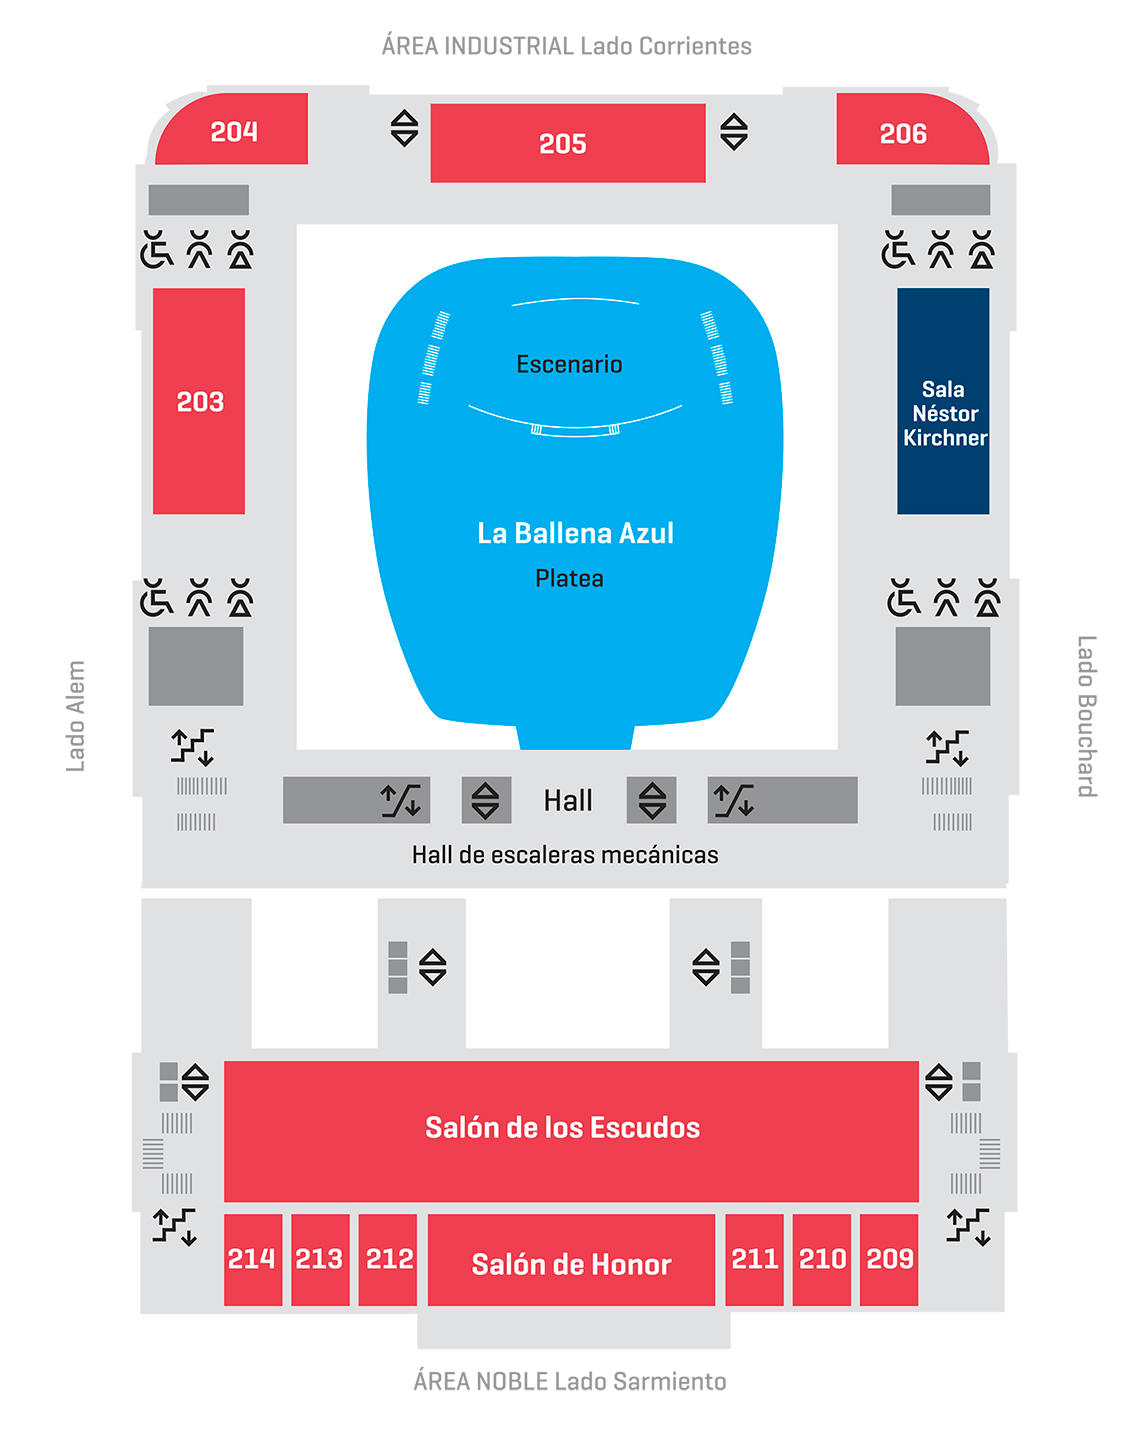 ÁREA INDUSTRIAL Lado Corrientes
204
205
206
203
Escenario
Sala
Néstor
Kirchner
La Ballena Azul
Platea
Lado Alem
Lado Bouchard
Hall
Hall de escaleras mecánicas
Salón de los Escudos
214
213
212
Salón de Honor
211
210
209
ÁREA NOBLE Lado Sarmiento